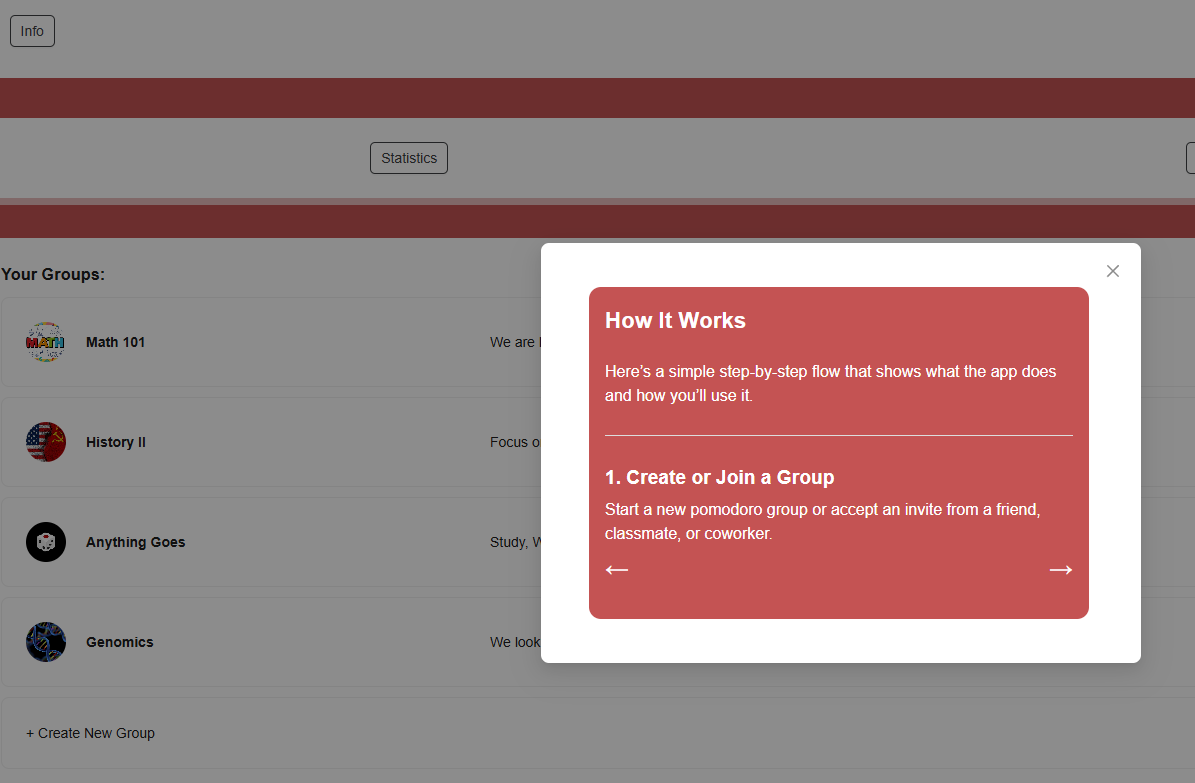 Info
Statistics
Your Groups:
MATH
Math 101
We are
History II
Focus o
Anything Goes
Study, W
Genomics
We look
+ Create New Group
How It Works
Here’s a simple step-by-step flow that shows what the app does
and how you’ll use it.
1. Create or Join a Group
Start a new pomodoro group or accept an invite from a friend,
classmate, or coworker.